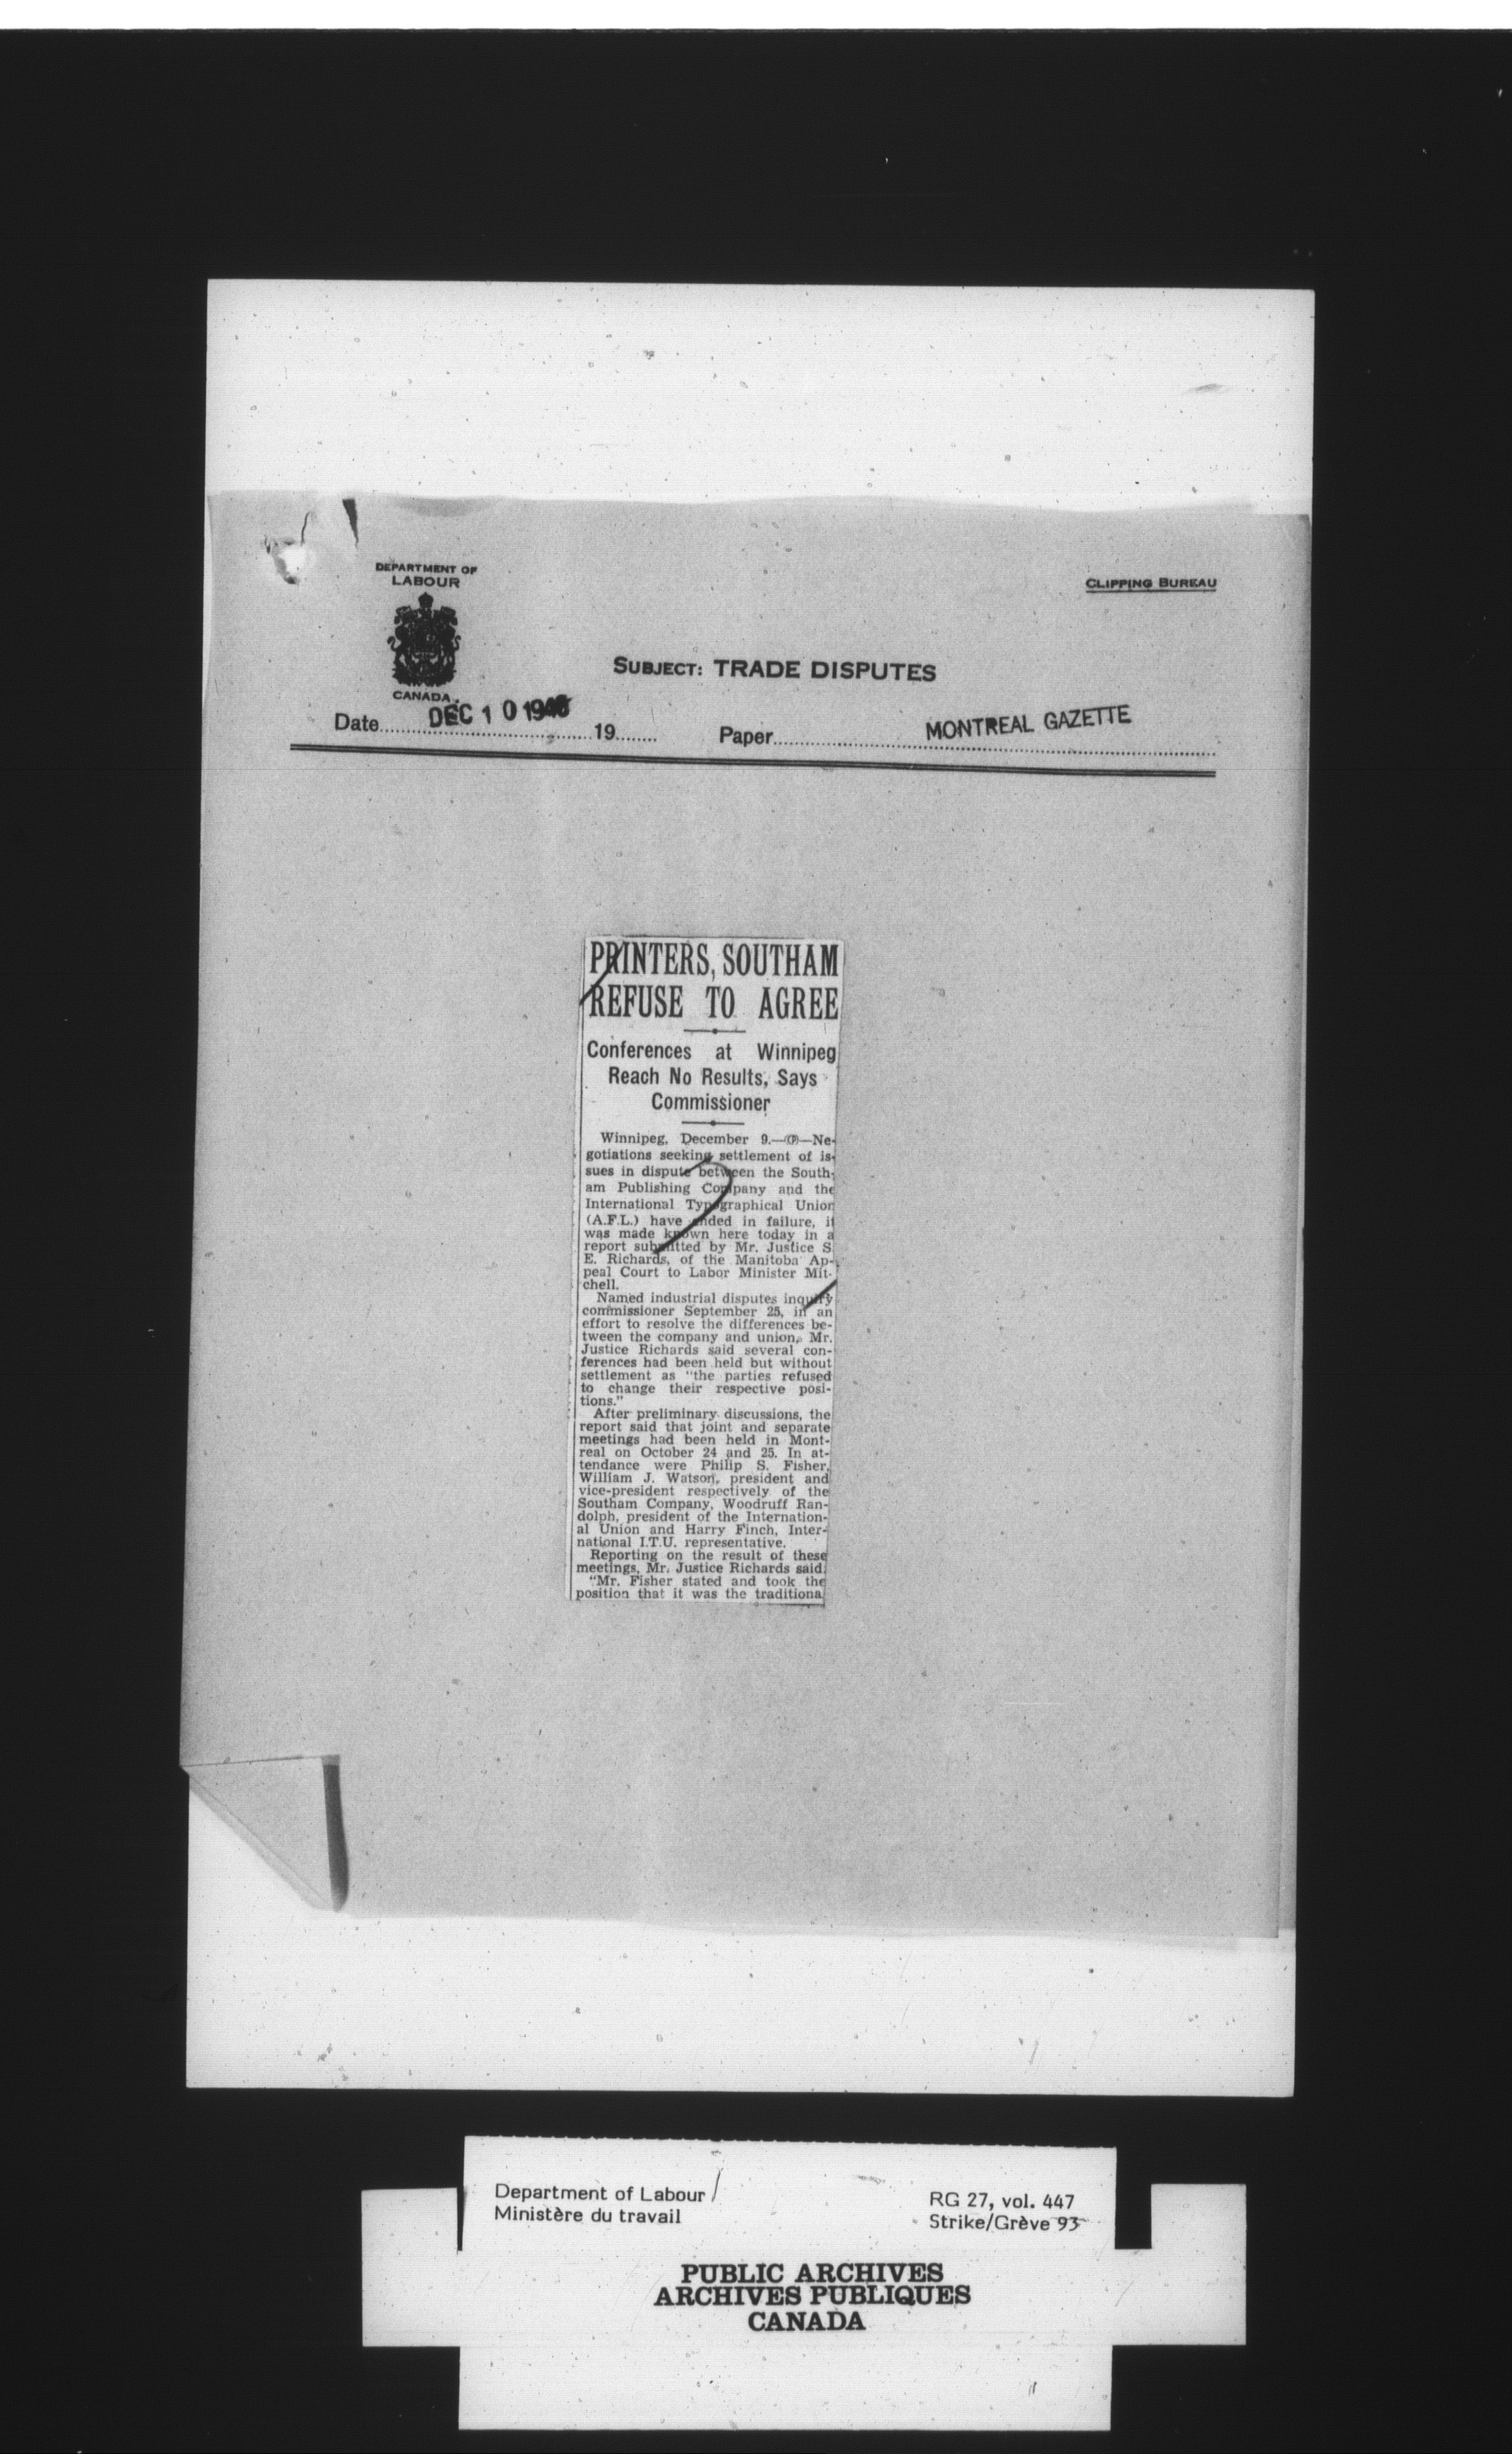 DEPARTMENT OF
LABOUR
CANADA
CLIPPING BUREAU
SUBJECT: TRADE DISPUTES
Date DEC 10 1946 19
Paper MONTREAL GAZETTE
PRINTERS, SOUTHAM
REFUSE TO AGREE
Conferences at Winnipeg
Reach No Results, Says
Commissioner
Winnipeg, December 9.—(CP)—Ne-
gotiations seeking settlement of is-
sues in dispute between the South-
am Publishing Company and the
International Typographical Union
(A.F.L.) have ended in failure, it
was made known here today in a
report submitted by Mr. Justice S.
E. Richards, of the Manitoba Ap-
peal Court to Labor Minister Mit-
chell.
Named industrial disputes inquiry
commissioner September 25, in an
effort to resolve the differences be-
tween the company and union, Mr.
Justice Richards said several con-
ferences had been held but without
settlement as "the parties refused
to change their respective posi-
tions."
After preliminary discussions, the
report said that joint and separate
meetings had been held in Mont-
real on October 24 and 25. In at-
tendance were Philip S. Fisher,
William J. Watson, president and
vice-president respectively of the
Southam Company, Woodruff Ran-
dolph, president of the Internation-
al Union and Harry Finch, Inter-
national I.T.U. representative.
Reporting on the result of these
meetings, Mr. Justice Richards said:
"Mr. Fisher stated and took the
position that it was the traditiona
Department of Labour
Ministère du travail
RG 27, vol. 447
Strike/Grève 93
PUBLIC ARCHIVES
ARCHIVES PUBLIQUES
CANADA